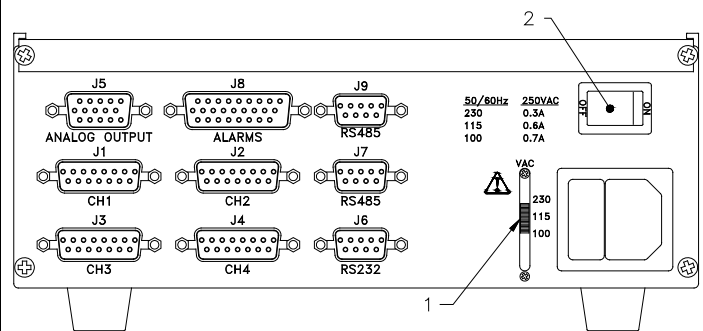 2
J5
J8
J9
50/60Hz 250VAC
230 0.3A
115 0.6A
100 0.7A
OFF
ON
ANALOG OUTPUT
ALARMS
RS485
J1
J2
J7
VAC
CH1
CH2
RS485
230
115
100
J3
J4
J6
CH3
CH4
RS232
1